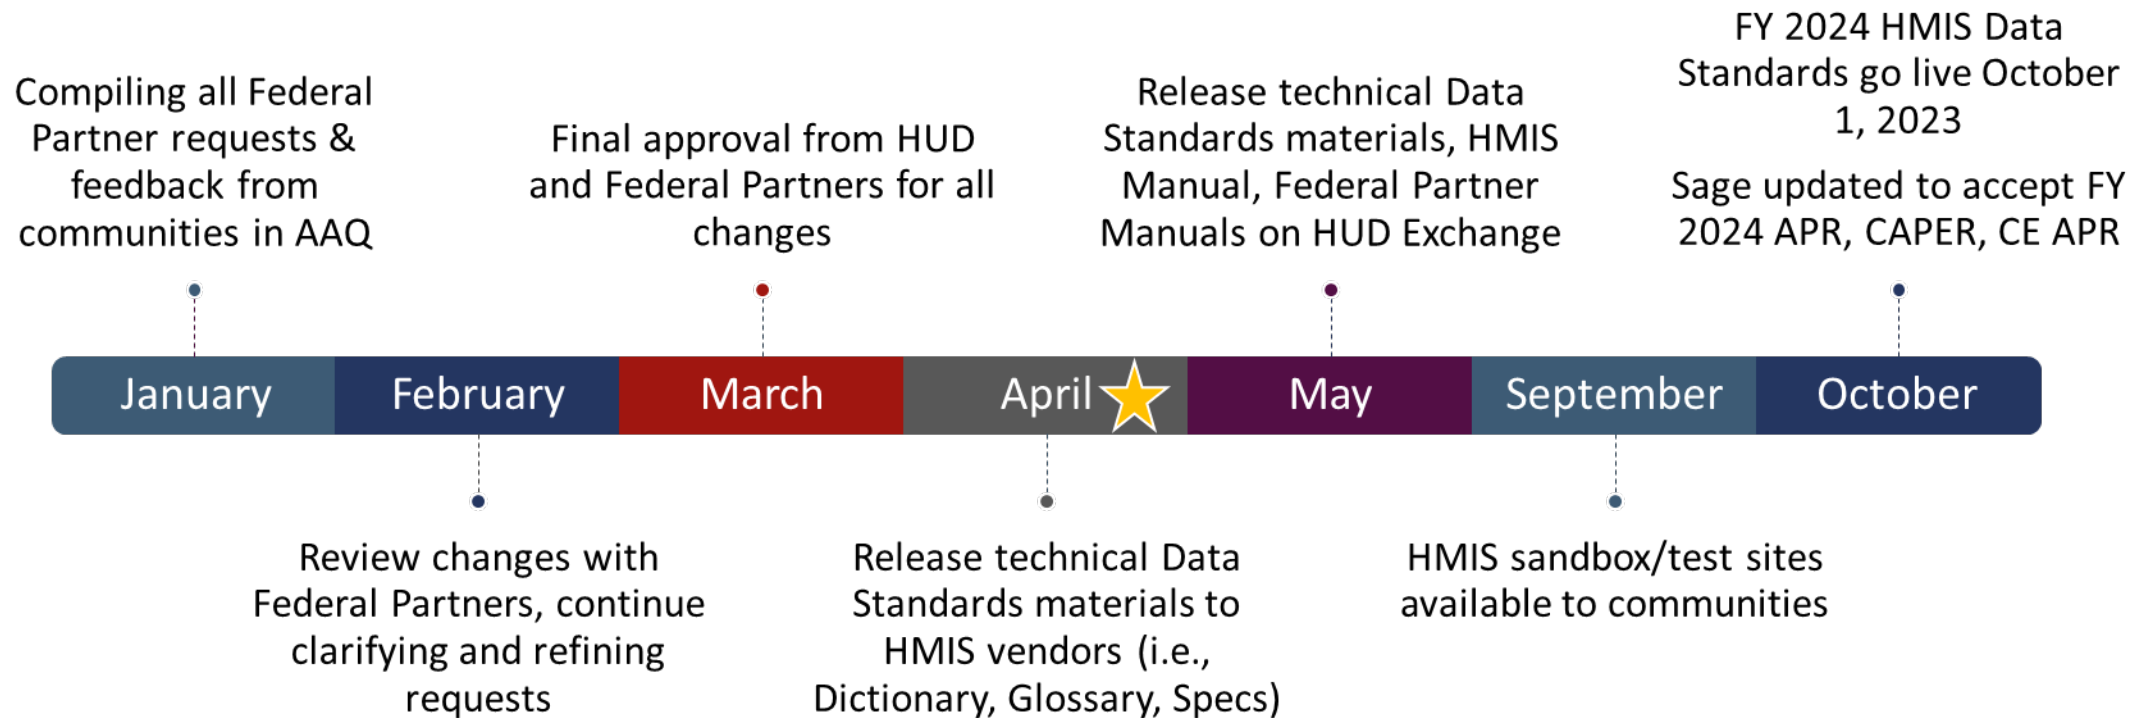 Compiling all Federal
Partner requests &
feedback from
communities in AAQ
Final approval from HUD
and Federal Partners for all
changes
Release technical Data
Standards materials, HMIS
Manual, Federal Partner
Manuals on HUD Exchange
FY 2024 HMIS Data
Standards go live October
1, 2023
Sage updated to accept FY
2024 APR, CAPER, CE APR
January
February
March
April
May
September
October
Review changes with
Federal Partners, continue
clarifying and refining
requests
Release technical Data
Standards materials to
HMIS vendors (i.e.,
Dictionary, Glossary, Specs)
HMIS sandbox/test sites
available to communities